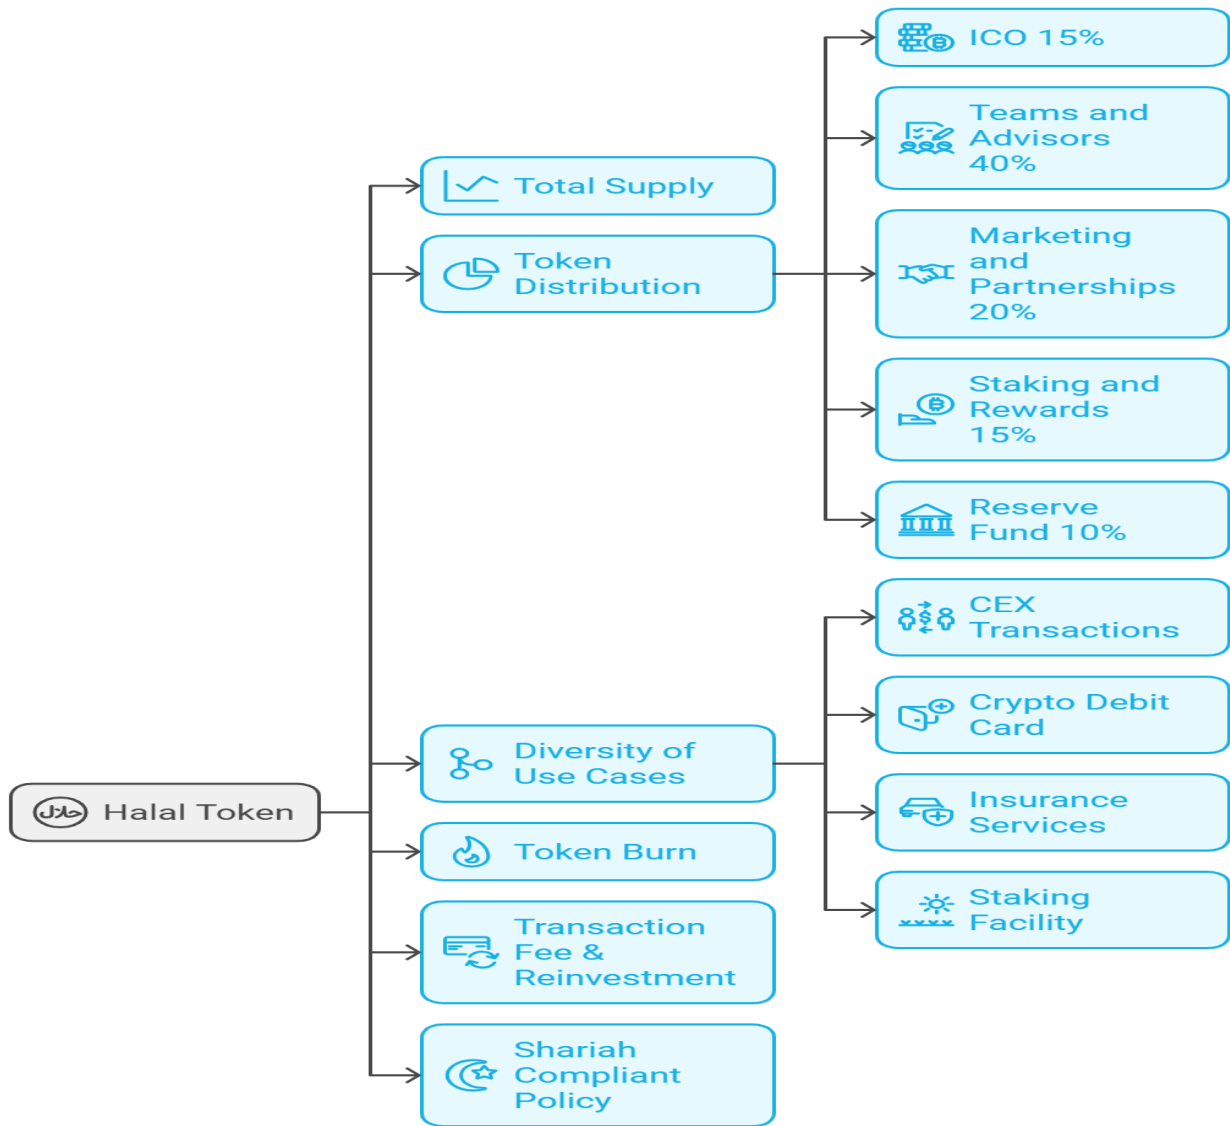 حلال
Halal Token
Total Supply
Token
Distribution
ICO 15%
Teams and
Advisors
40%
Marketing
and
Partnerships
20%
Staking and
Rewards
15%
Reserve
Fund 10%
Diversity of
Use Cases
CEX
Transactions
Crypto Debit
Card
Insurance
Services
Staking
Facility
Token Burn
Transaction
Fee &
Reinvestment
Shariah
Compliant
Policy